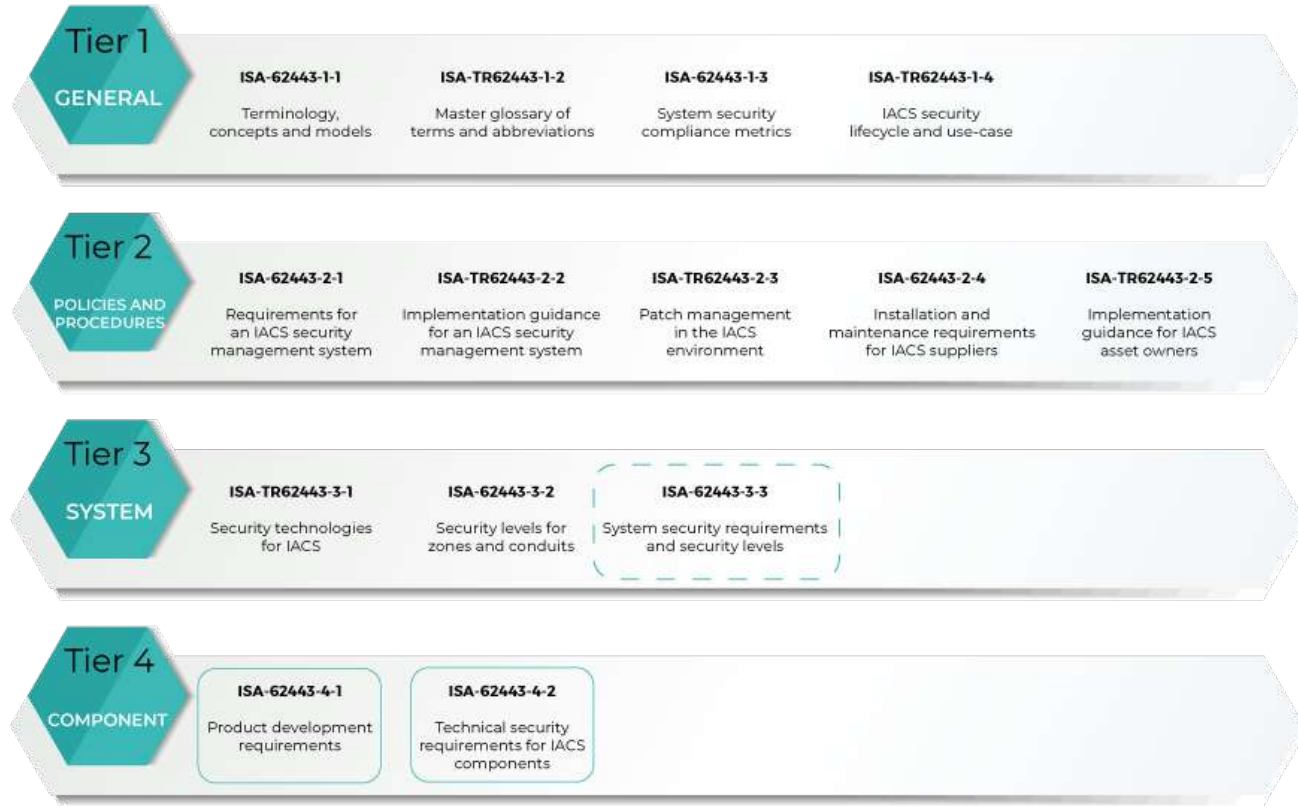 Tier 1
GENERAL
ISA-62443-1-1
Terminology,
concepts and models
ISA-TR62443-1-2
Master glossary of
terms and abbreviations
ISA-62443-1-3
System security
compliance metrics
ISA-TR62443-1-4
IACS security
lifecycle and use-case
Tier 2
POLICIES AND
PROCEDURES
ISA-62443-2-1
Requirements for
an IACS security
management system
ISA-TR62443-2-2
Implementation guidance
for an IACS security
management system
ISA-TR62443-2-3
Patch management
in the IACS
environment
ISA-62443-2-4
Installation and
maintenance requirements
for IACS suppliers
ISA-TR62443-2-5
Implementation
guidance for IACS
asset owners
Tier 3
SYSTEM
ISA-TR62443-3-1
Security technologies
for IACS
ISA-62443-3-2
Security levels for
zones and conduits
ISA-62443-3-3
System security requirements
and security levels
Tier 4
COMPONENT
ISA-62443-4-1
Product development
requirements
ISA-62443-4-2
Technical security
requirements for IACS
components